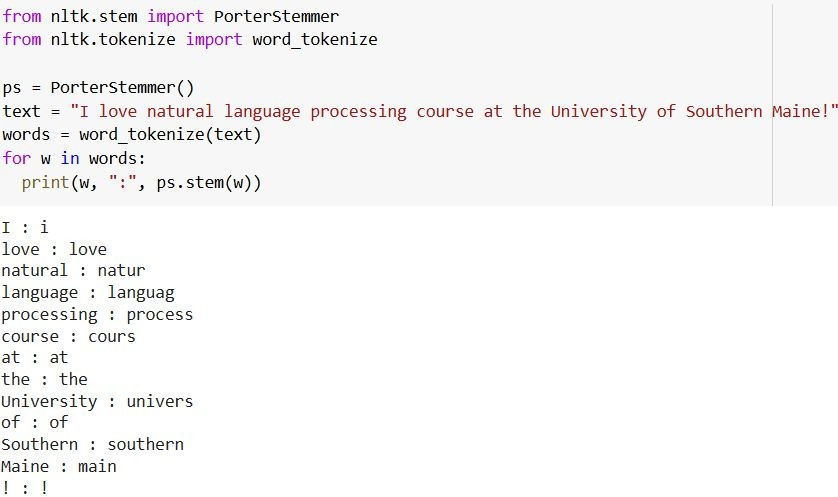 from nltk.stem import PorterStemmer
from nltk.tokenize import word_tokenize
ps = PorterStemmer()
text = "I love natural language processing course at the University of Southern Maine!"
words = word_tokenize(text)
for w in words:
  print(w, ":", ps.stem(w))
I : i
love : love
natural : natur
language : languag
processing : process
course : cours
at : at
the : the
University : univers
of : of
Southern : southern
Maine : main
! : !